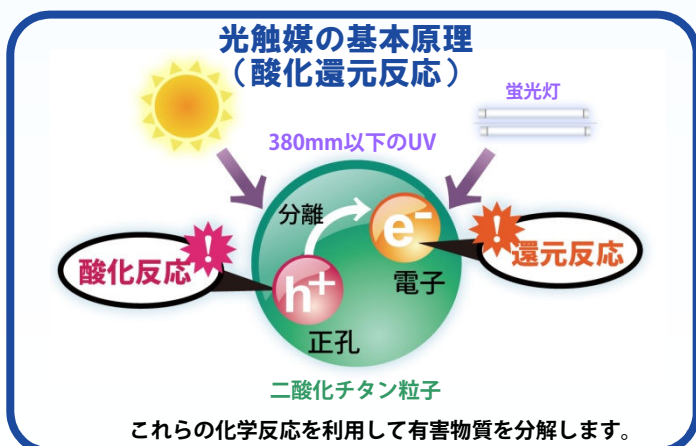 光触媒の基本原理
（酸化還元反応）
蛍光灯
380mm以下のUV
分離
e⁻
酸化反応
!
!
還元反応
h⁺
電子
正孔
二酸化チタン粒子
これらの化学反応を利用して有害物質を分解します。